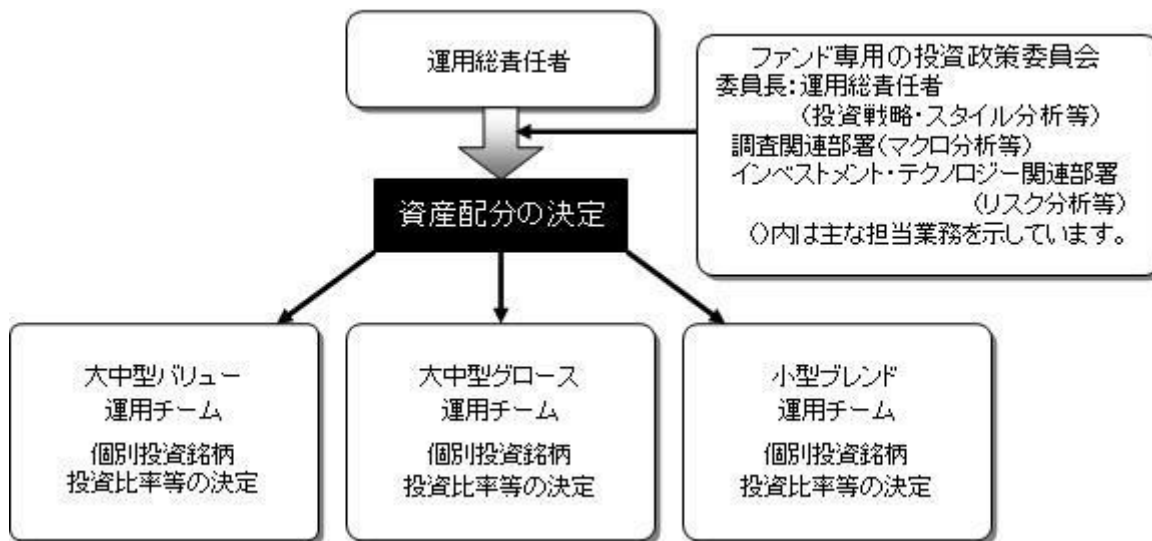 運用総責任者
ファンド専用の投資政策委員会
委員長：運用総責任者
（投資戦略・スタイル分析等）
調査関連部署（マクロ分析等）
インベストメント・テクノロジー関連部署
（リスク分析等）
（）内は主な担当業務を示しています。
資産配分の決定
大中型バリュー
運用チーム
個別投資銘柄
投資比率等の決定
大中型グロース
運用チーム
個別投資銘柄
投資比率等の決定
小型ブレンド
運用チーム
個別投資銘柄
投資比率等の決定